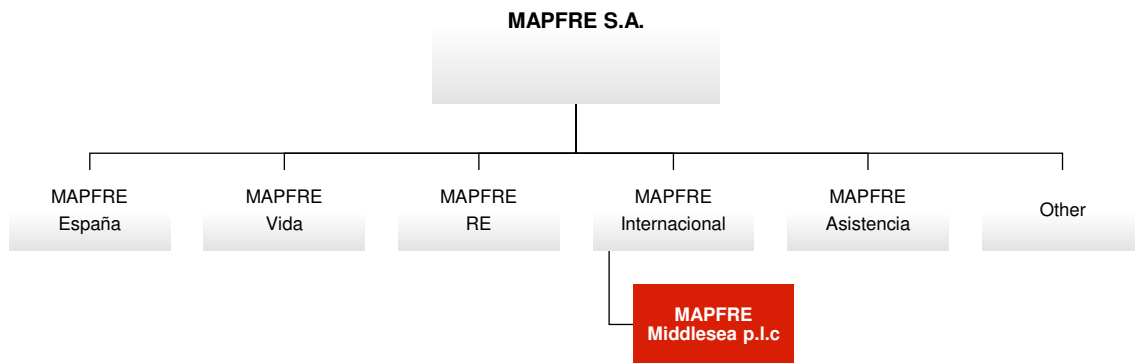 MAPFRE S.A.
MAPFRE
España
MAPFRE
Vida
MAPFRE
RE
MAPFRE
Internacional
MAPFRE
Asistencia
Other
MAPFRE
Middlesea p.l.c